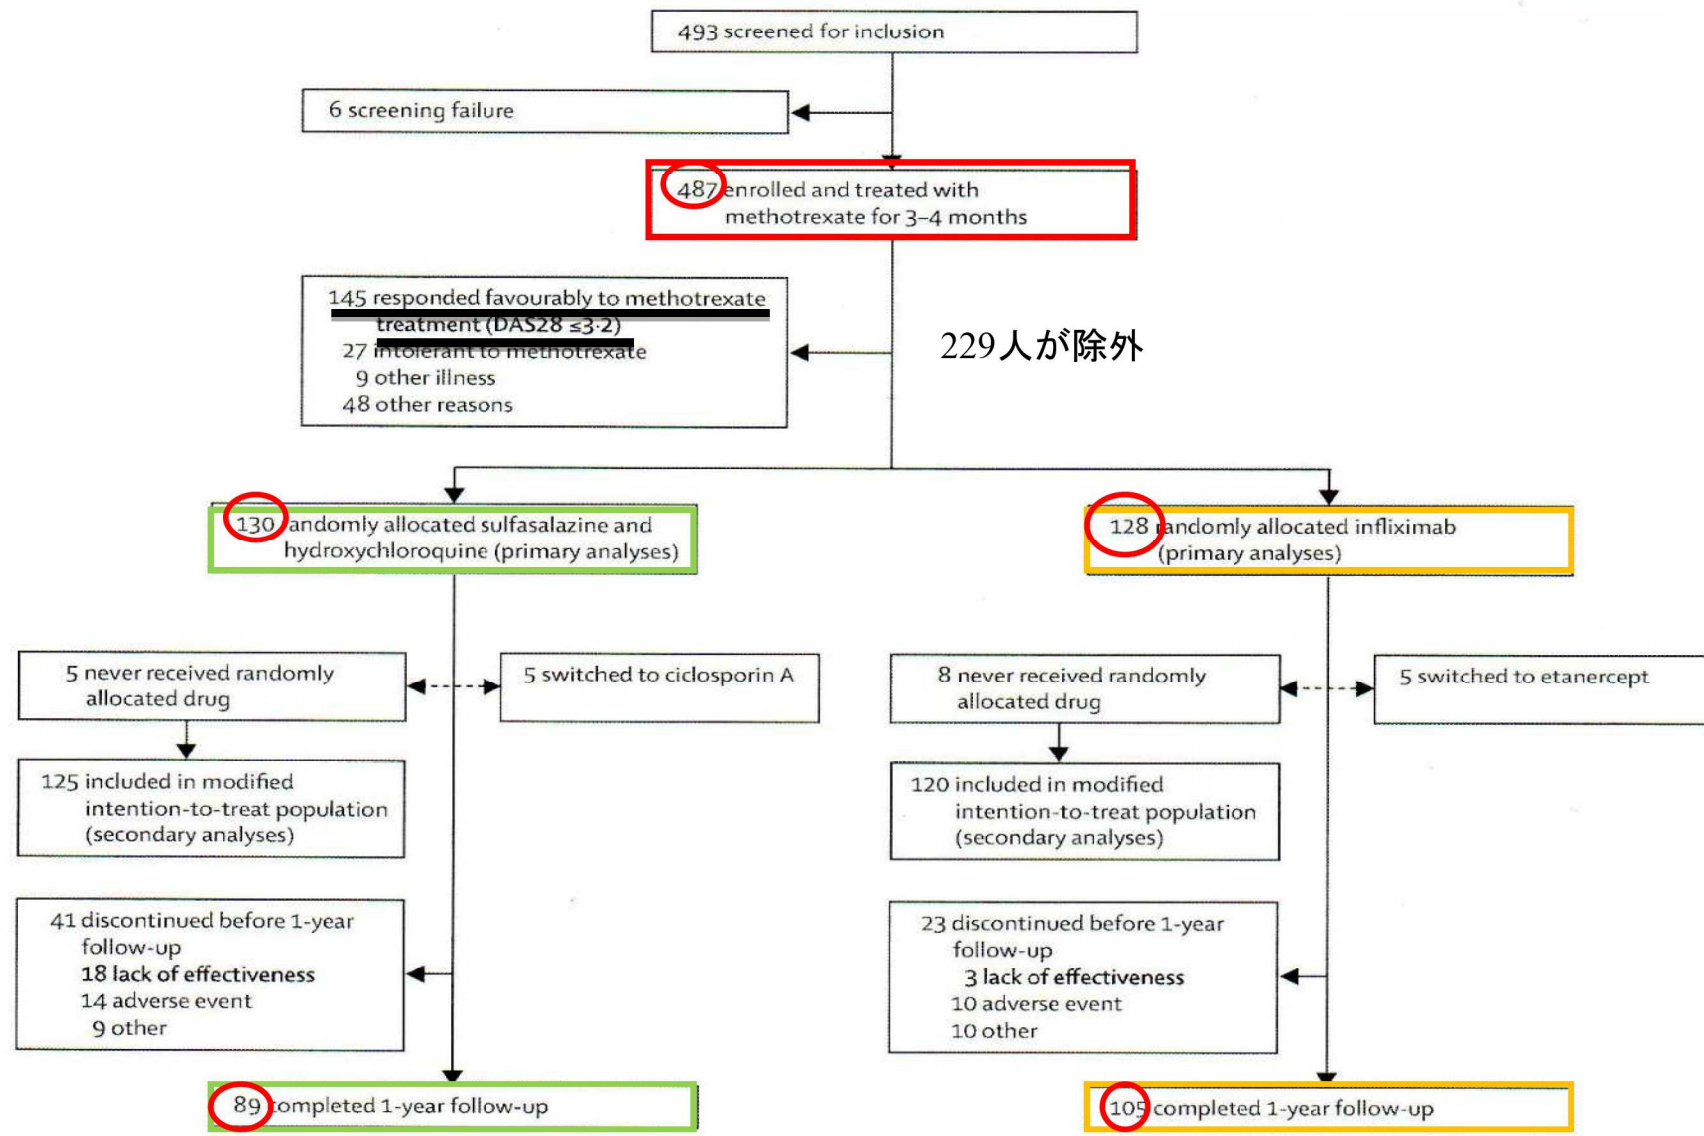 493 screened for inclusion
6 screening failure
487 enrolled and treated with
methotrexate for 3–4 months
145 responded favourably to methotrexate
treatment (DAS28 ≤3·2)
27 intolerant to methotrexate
9 other illness
48 other reasons
229人が除外
130 randomly allocated sulfasalazine and
hydroxychloroquine (primary analyses)
128 randomly allocated infliximab
(primary analyses)
5 never received randomly
allocated drug
5 switched to ciclosporin A
8 never received randomly
allocated drug
5 switched to etanercept
125 included in modified
intention-to-treat population
(secondary analyses)
120 included in modified
intention-to-treat population
(secondary analyses)
41 discontinued before 1-year
follow-up
18 lack of effectiveness
14 adverse event
9 other
23 discontinued before 1-year
follow-up
3 lack of effectiveness
10 adverse event
10 other
89 completed 1-year follow-up
105 completed 1-year follow-up